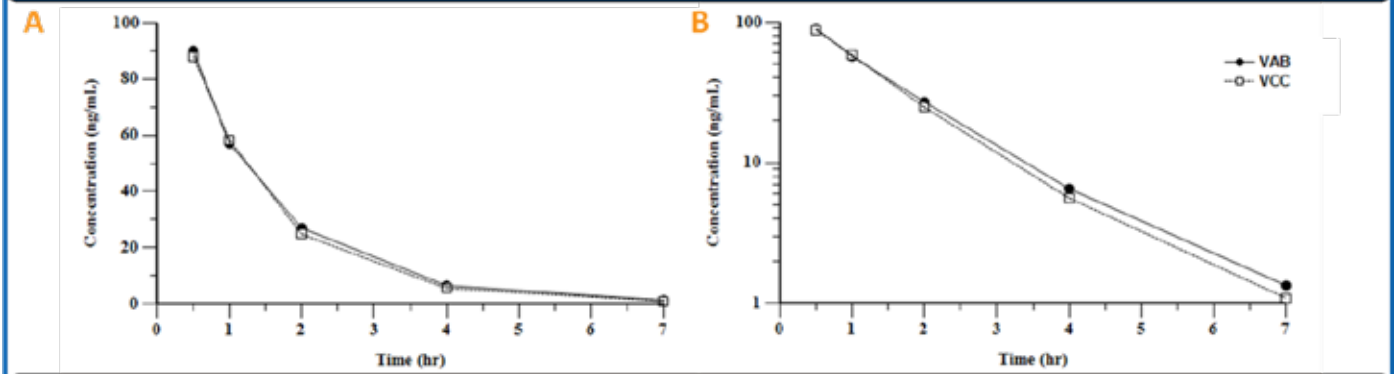 A
Concentration (ng/mL)
100
80
60
40
20
0
0 1 2 3 4 5 6 7
Time (hr)
B
Concentration (ng/mL)
100
10
1
0 1 2 3 4 5 6 7
Time (hr)
VAB
VCC